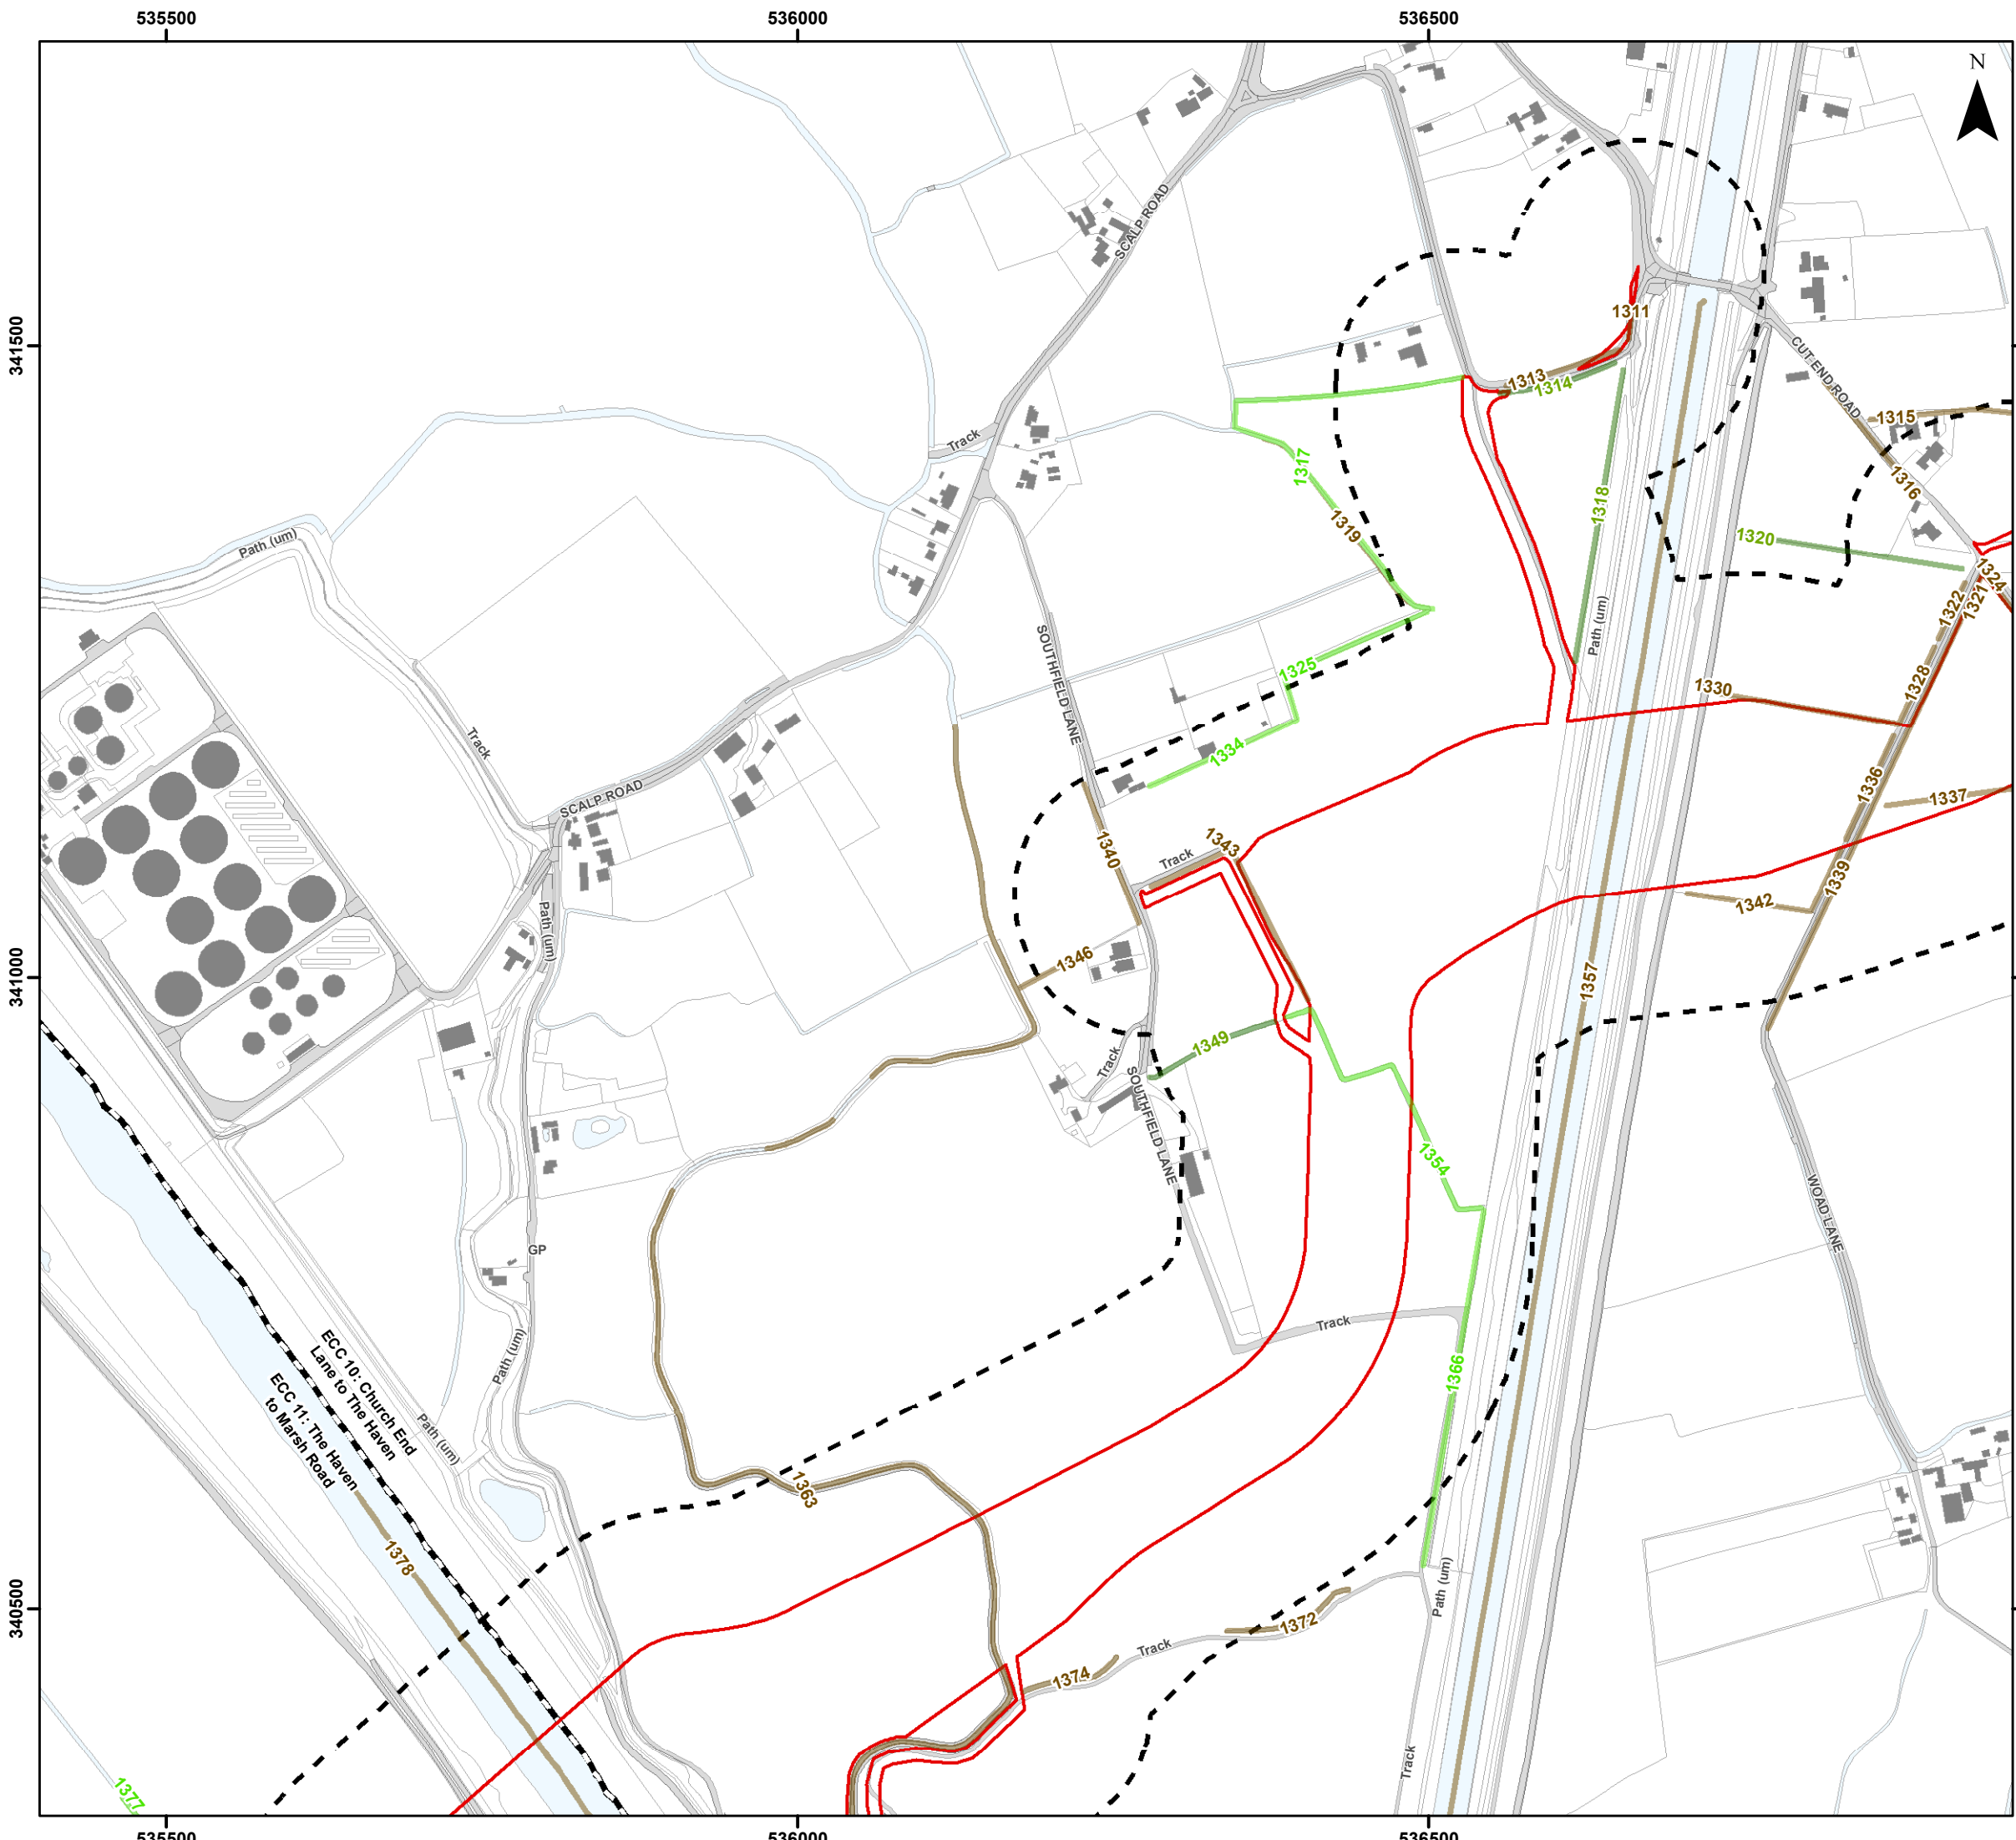 535500
536000
536500
N
SCALP ROAD
341500
1311
1313
1314
CUT END ROAD
1315
Track
1317
1316
1319
1318
1320
Path (um)
1324
1321
1322
Path (um)
SOUTHFIELD LANE
1325
1328
1330
Track
1334
1336
1337
SCALP ROAD
1340
1343
Track
1339
1342
Path (um)
1346
341000
1357
1349
Track
SOUTHFIELD LANE
1354
WOAD LANE
GP
Track
Path (um)
1366
ECC 10: Church End
Lane to The Haven
ECC 11: The Haven
to Marsh Road
Path (um)
1363
1378
340500
Path (um)
1372
Track
1374
Track
1377
535500
536000
536500